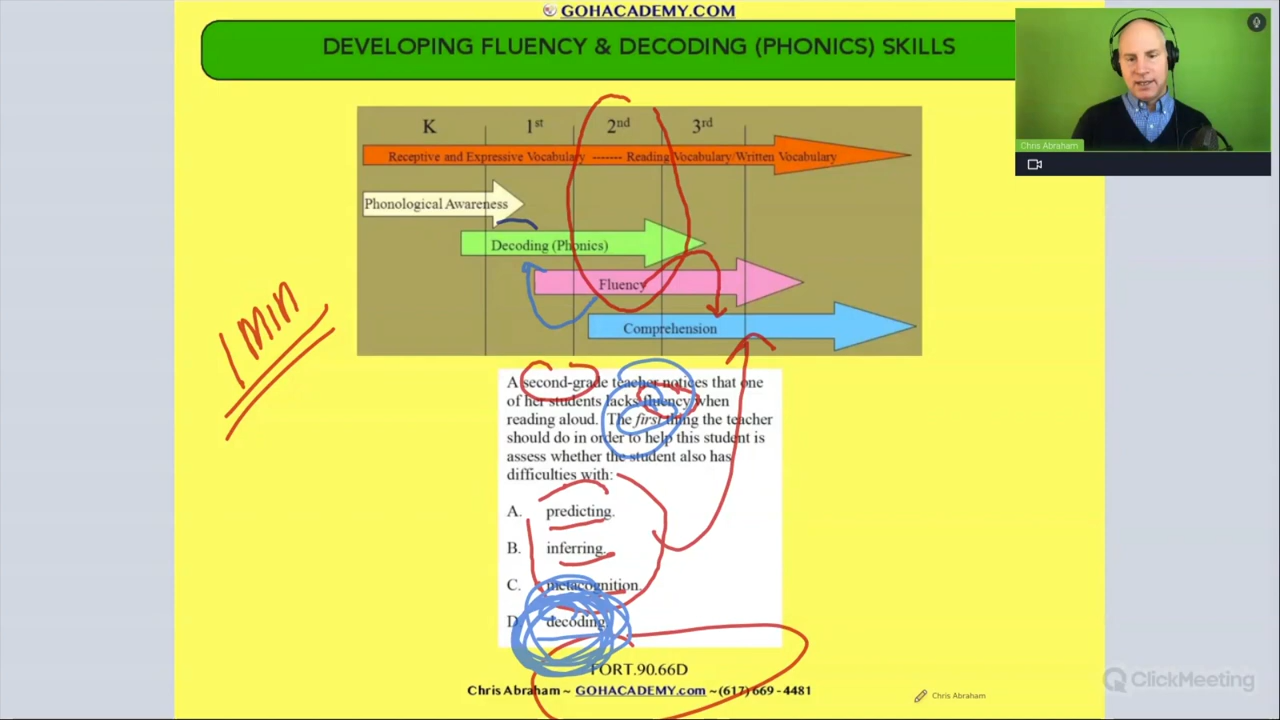 GOHACADEMY.COM
DEVELOPING FLUENCY & DECODING (PHONICS) SKILLS
K 1st 2nd 3rd
Receptive and Expressive Vocabulary ------- Reading Vocabulary/Written Vocabulary
Phonological Awareness
Decoding (Phonics)
Fluency
Comprehension
1 MIN
A second-grade teacher notices that one
of her students lacks fluency when
reading aloud. The first thing the teacher
should do in order to help this student is
assess whether the student also has
difficulties with:
A. predicting.
B. inferring.
C. metacognition.
D. decoding.
FORT.90.66D
Chris Abraham ~ GOHACADEMY.com ~(617) 669 - 4481
Chris Abraham
Chris Abraham
ClickMeeting